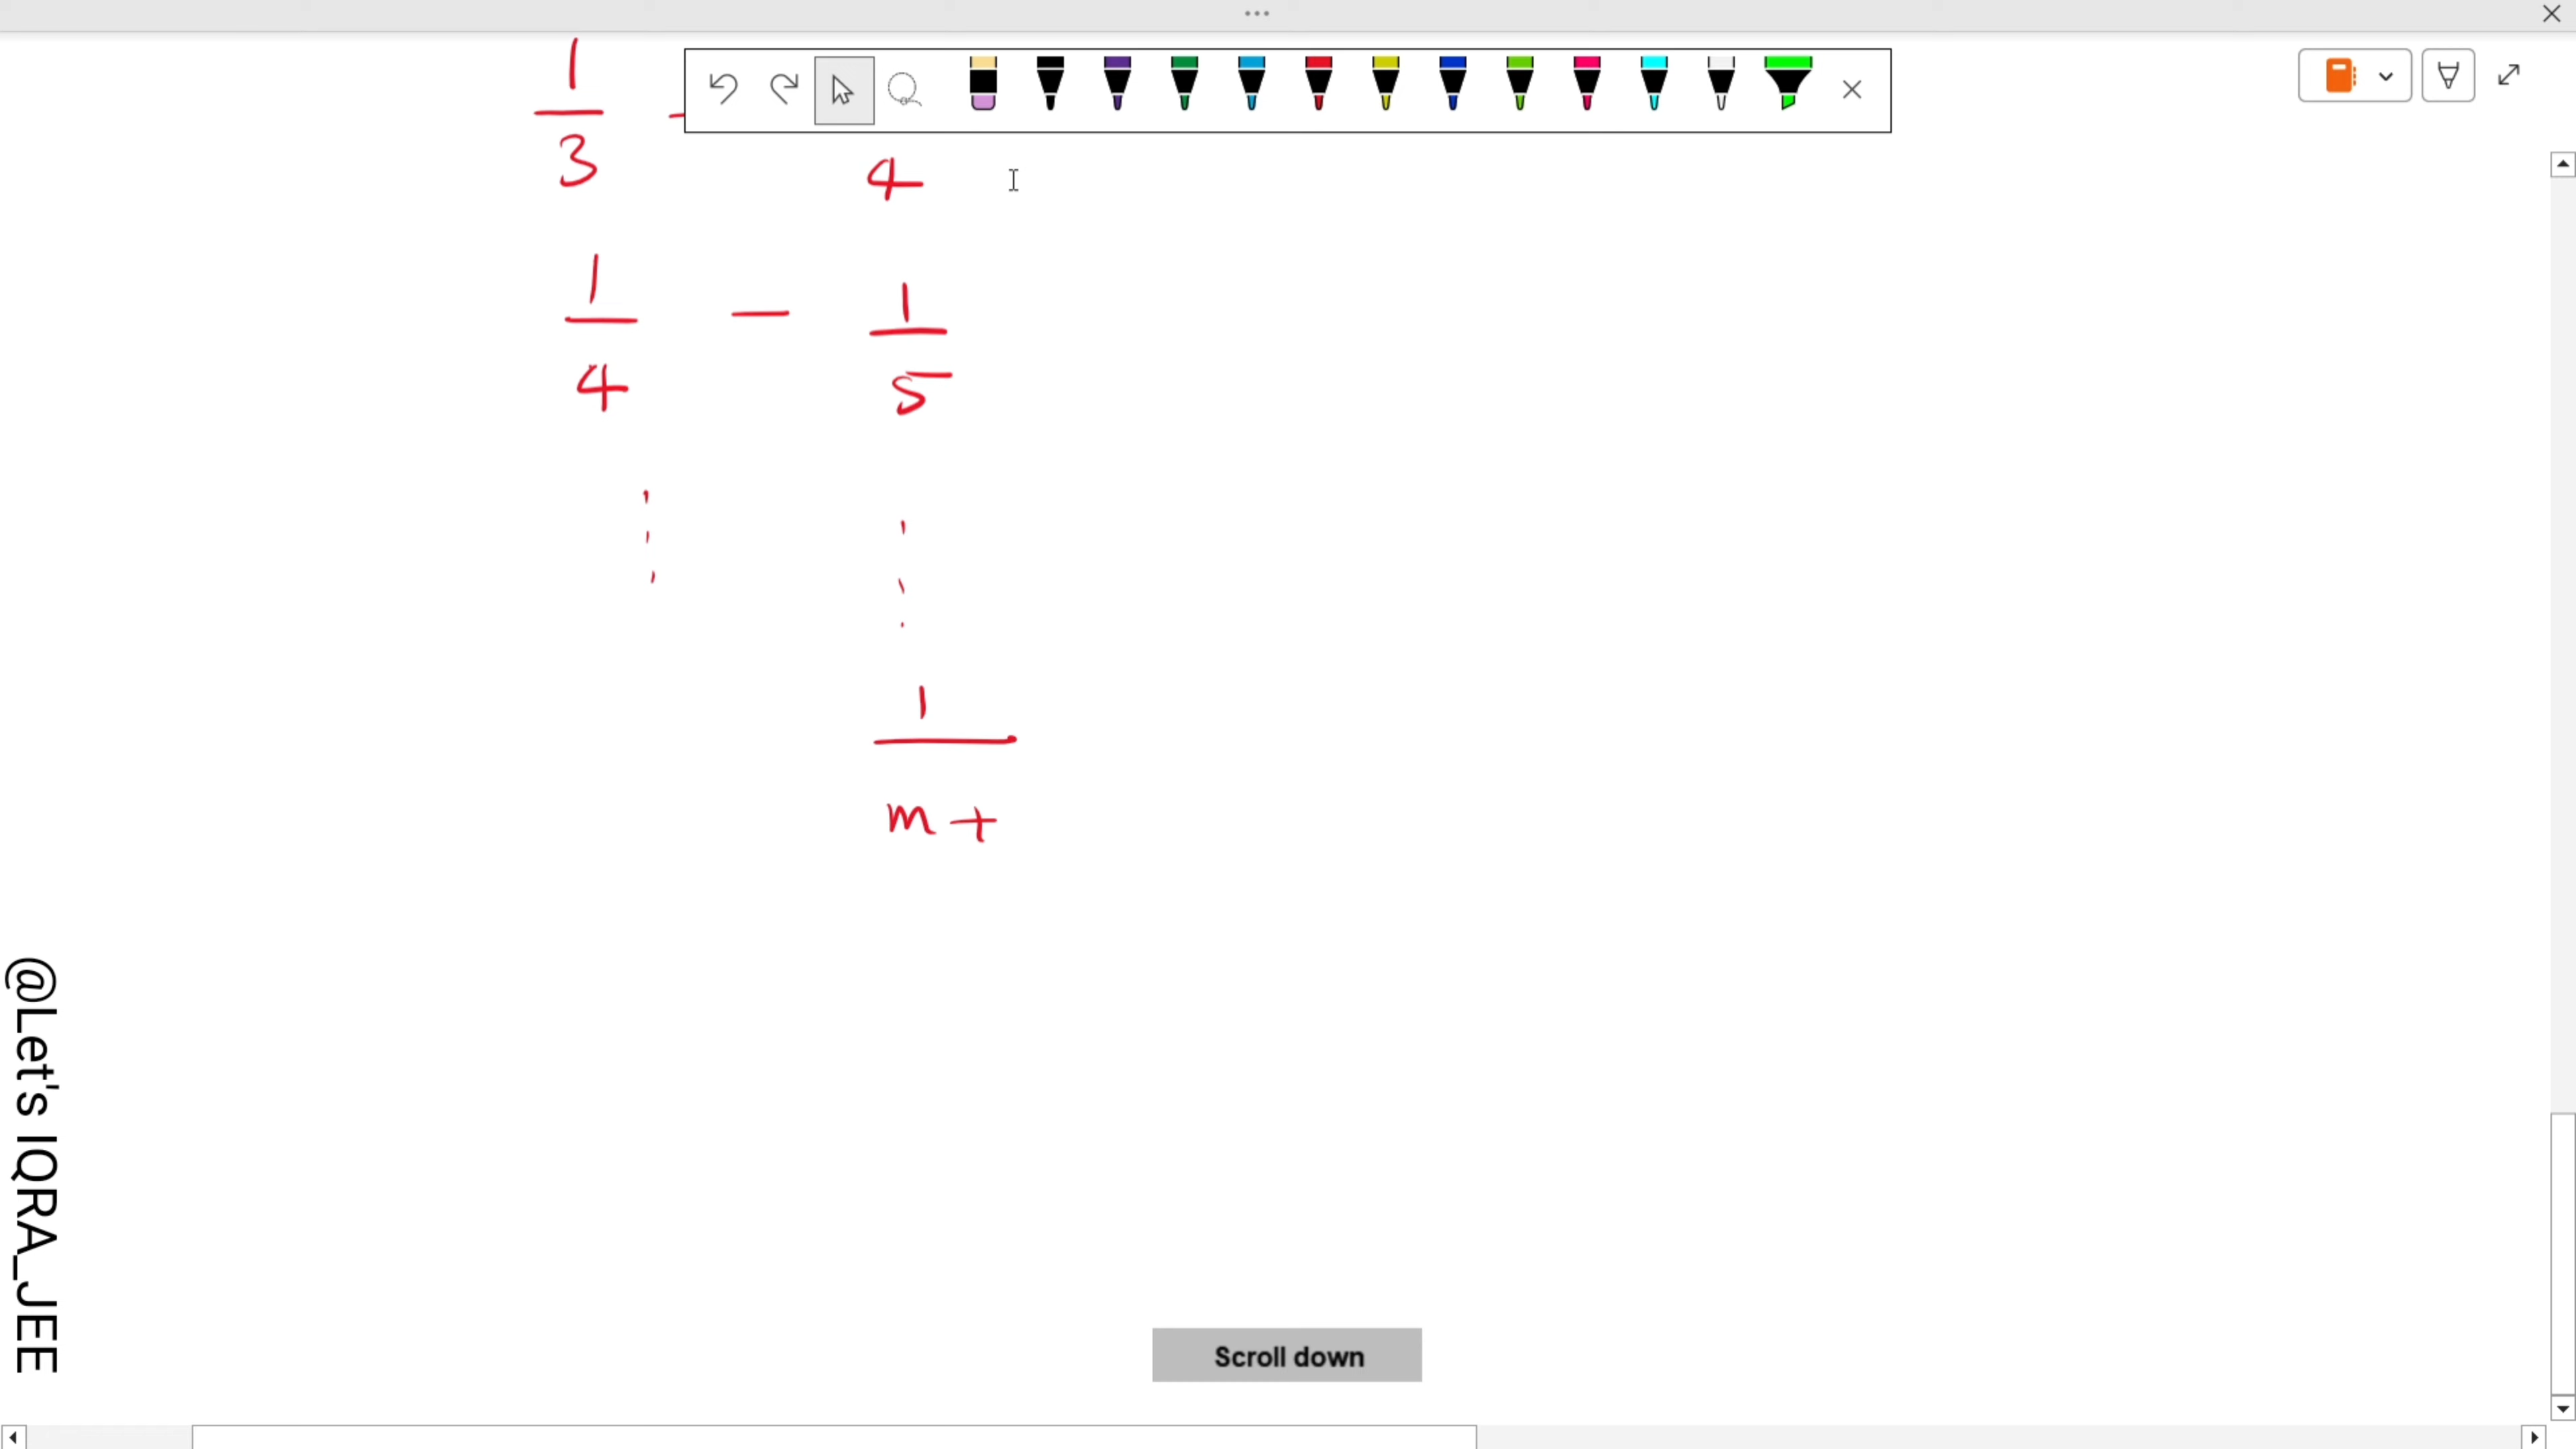 1/3 -
4
1/4 - 1/5
⋮ ⋮
1/m+
@Let's IQRA_JEE
Scroll down